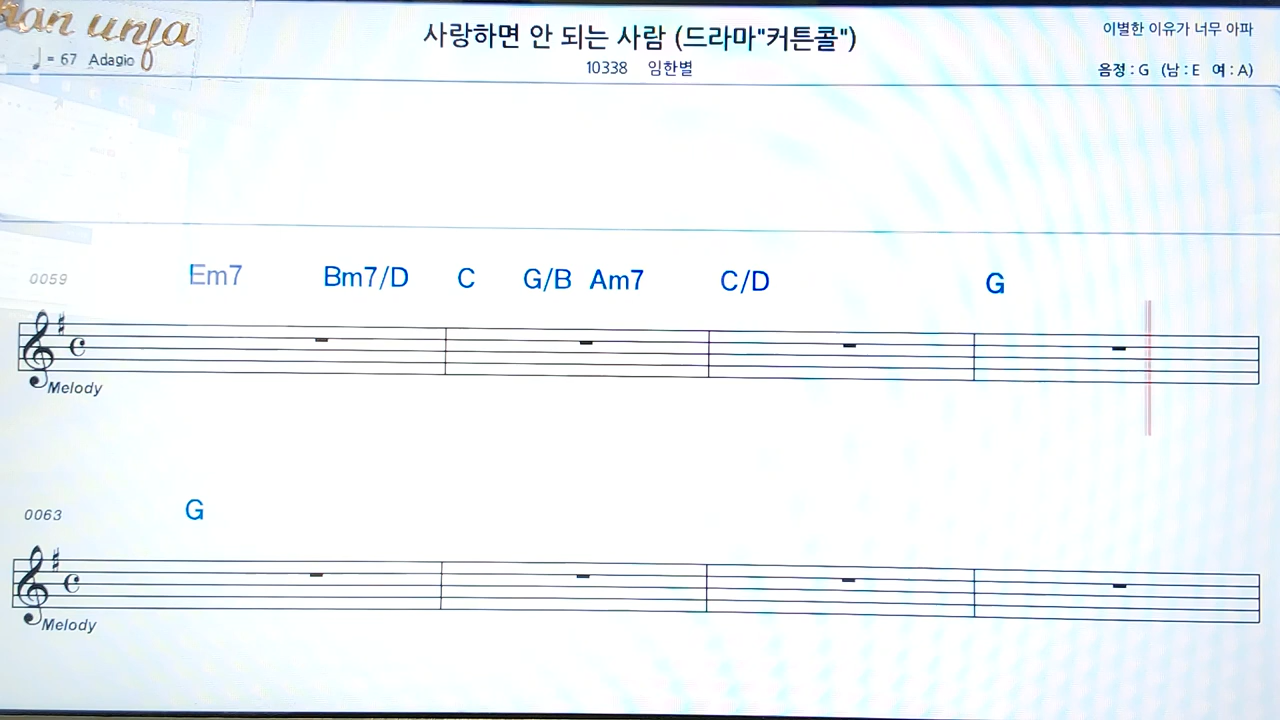 사랑하면 안 되는 사람 (드라마"커튼콜")
이별한 이유가 너무 아파
♩= 67 Adagio
10338 임한별
음정 : G (남 : E 여 : A)
0059 Em7 Bm7/D C G/B Am7 C/D G
Melody
0063 G
Melody